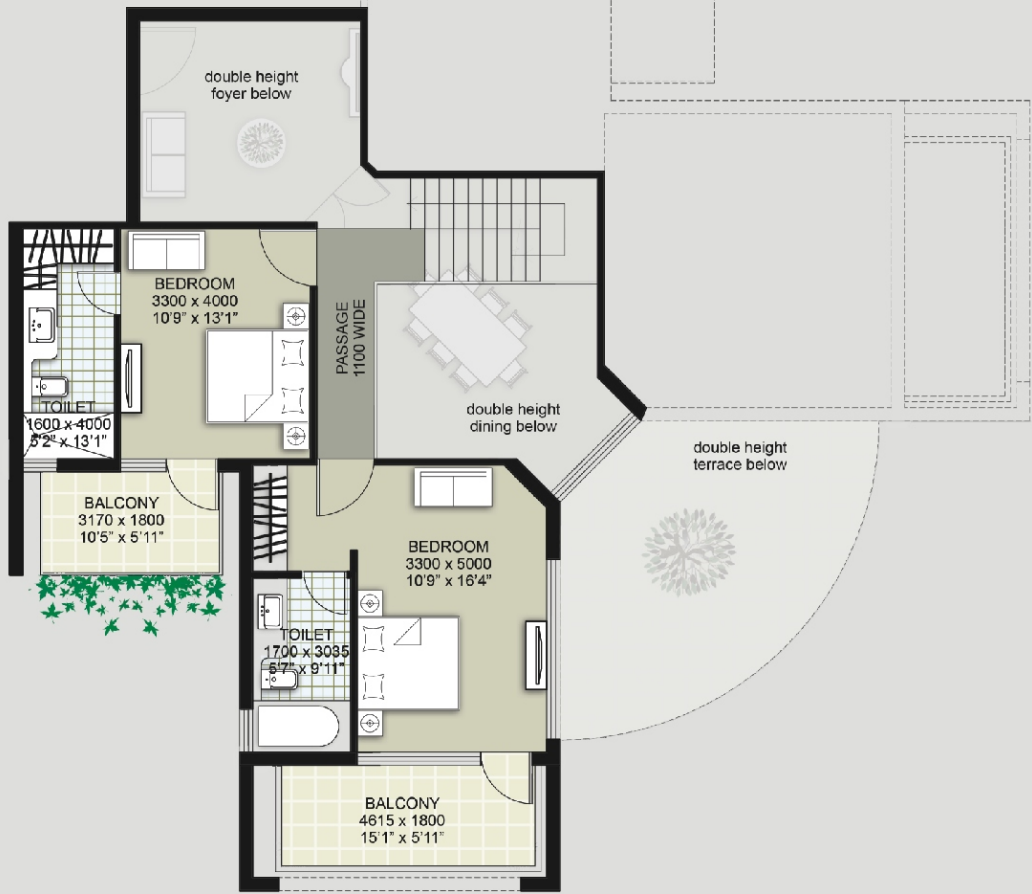 double height
foyer below
BEDROOM
3300 x 4000
10'9" x 13'1"
PASSAGE
1100 WIDE
TOILET
1600 x 4000
5'2" x 13'1"
double height
dining below
double height
terrace below
BALCONY
3170 x 1800
10'5" x 5'11"
BEDROOM
3300 x 5000
10'9" x 16'4"
TOILET
1700 x 3035
5'7" x 9'11"
BALCONY
4615 x 1800
15'1" x 5'11"